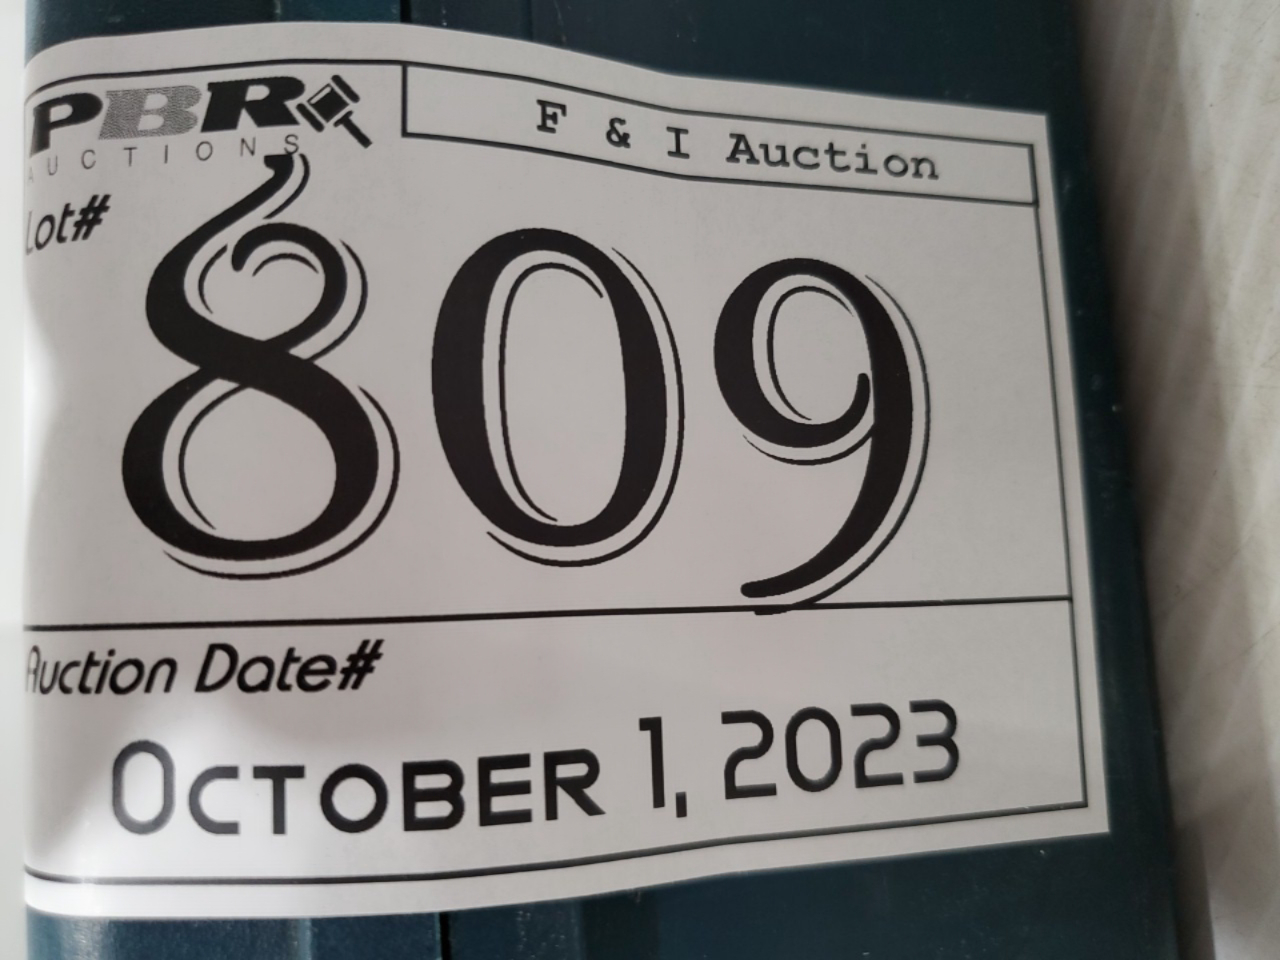 PBR
AUCTIONS
F & I Auction
Lot#
809
Auction Date#
OCTOBER 1, 2023